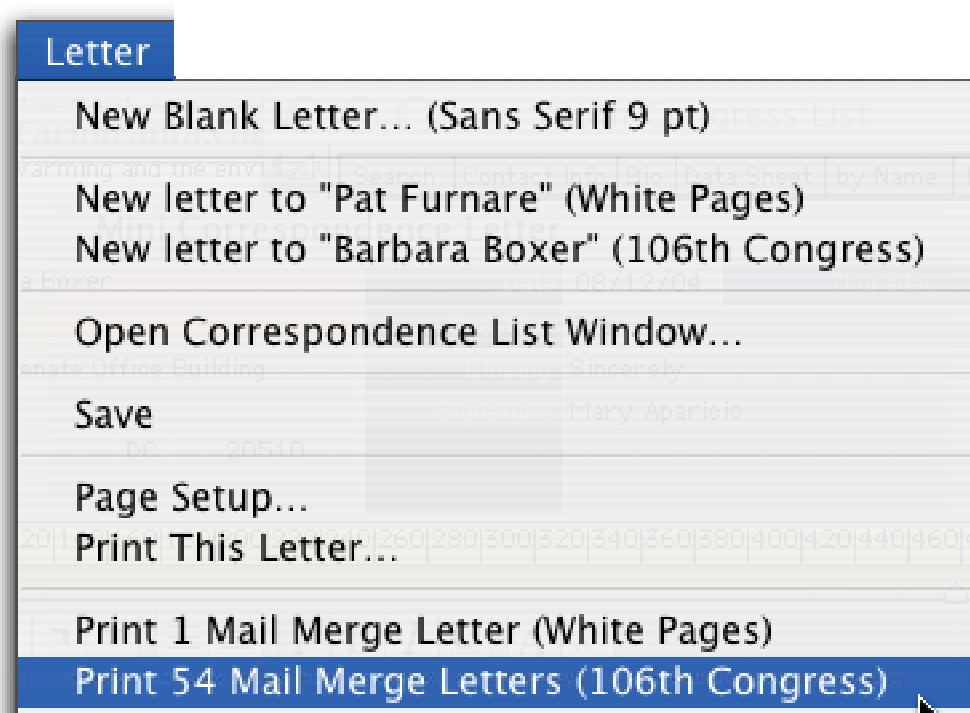 Letter
New Blank Letter... (Sans Serif 9 pt)
New letter to "Pat Furnare" (White Pages)
New letter to "Barbara Boxer" (106th Congress)
Open Correspondence List Window...
Save
Page Setup...
Print This Letter...
Print 1 Mail Merge Letter (White Pages)
Print 54 Mail Merge Letters (106th Congress)